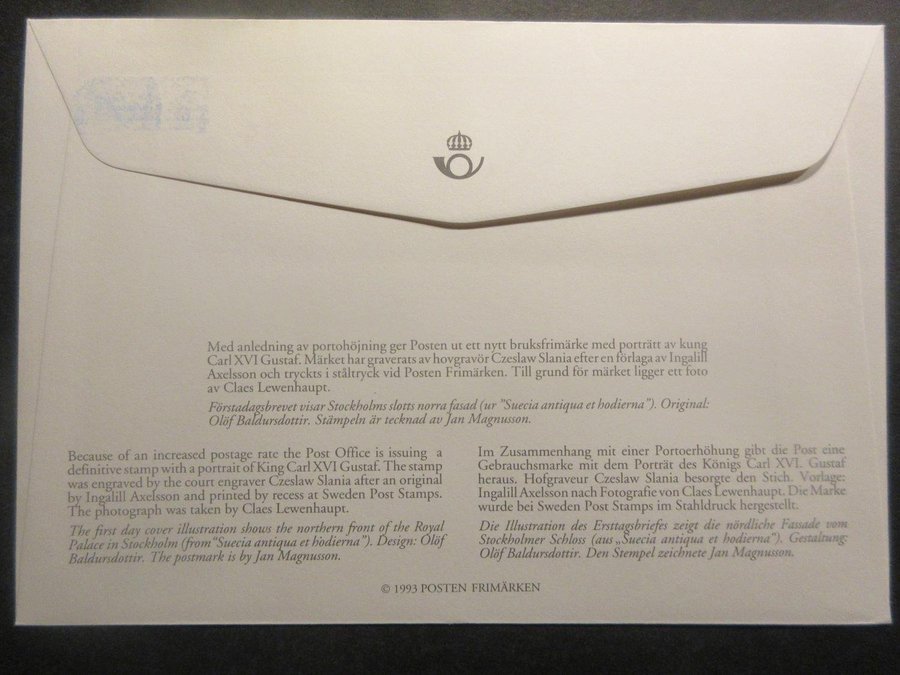 Med anledning av portohöjning ger Posten ut ett nytt bruksfrimärke med porträtt av kung
Carl XVI Gustaf. Märket har graverats av hovgravör Czeslaw Slania efter en förlaga av Ingalill
Axelsson och tryckts i ståltryck vid Posten Frimärken. Till grund för märket ligger ett foto
av Claes Lewenhaupt.
Förstadagsbrevet visar Stockholms slotts norra fasad (ur "Suecia antiqua et hodierna"). Original:
Olöf Baldursdottir. Stämpeln är tecknad av Jan Magnusson.
Because of an increased postage rate the Post Office is issuing a
definitive stamp with a portrait of King Carl XVI Gustaf. The stamp
was engraved by the court engraver Czeslaw Slania after an original
by Ingalill Axelsson and printed by recess at Sweden Post Stamps.
The photograph was taken by Claes Lewenhaupt.
The first day cover illustration shows the northern front of the Royal
Palace in Stockholm (from "Suecia antiqua et hodierna"). Design: Olöf
Baldursdottir. The postmark is by Jan Magnusson.
Im Zusammenhang mit einer Portoerhöhung gibt die Post eine
Gebrauchsmarke mit dem Porträt des Königs Carl XVI. Gustaf
heraus. Hofgraveur Czeslaw Slania besorgte den Stich. Vorlage:
Ingalill Axelsson nach Fotografie von Claes Lewenhaupt. Die Marke
wurde bei Sweden Post Stamps im Stahldruck hergestellt.
Die Illustration des Ersttagsbriefes zeigt die nördliche Fassade vom
Stockholmer Schloss (aus „Suecia antiqua et hodierna"). Gestaltung:
Olöf Baldursdottir. Den Stempel zeichnete Jan Magnusson.
© 1993 POSTEN FRIMÄRKEN